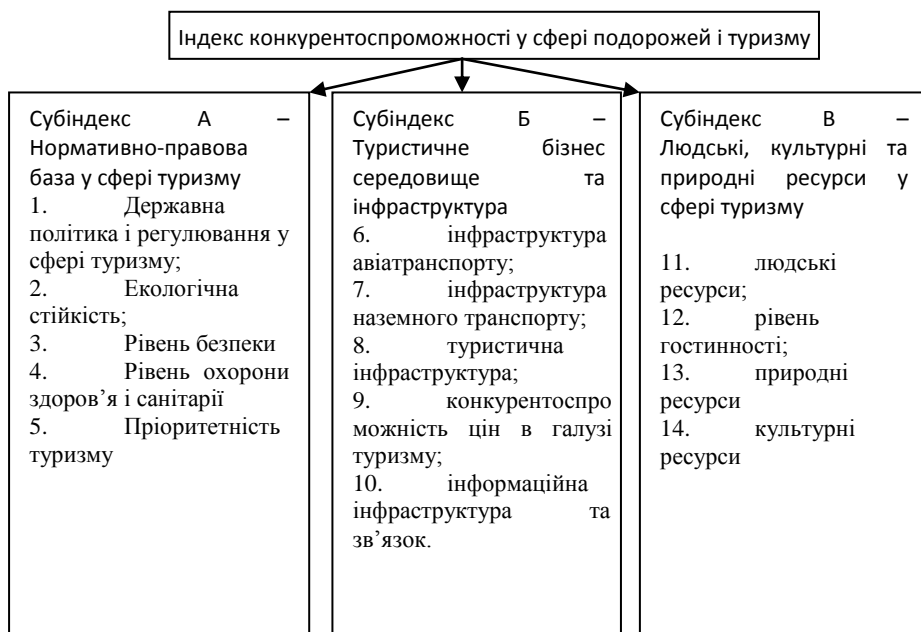 Індекс конкурентоспроможності у сфері подорожей і туризму
Субіндекс А –
Нормативно-правова
база у сфері туризму
1. Державна
політика і регулювання у
сфері туризму;
2. Екологічна
стійкість;
3. Рівень безпеки
4. Рівень охорони
здоров’я і санітарії
5. Пріоритетність
туризму
Субіндекс Б –
Туристичне бізнес
середовище та
інфраструктура
6. інфраструктура
авіатранспорту;
7. інфраструктура
наземного транспорту;
8. туристична
інфраструктура;
9. конкурентоспро
можність цін в галузі
туризму;
10. інформаційна
інфраструктура та
зв’язок.
Субіндекс В –
Людські, культурні та
природні ресурси у
сфері туризму
11. людські
ресурси;
12. рівень
гостинності;
13. природні
ресурси
14. культурні
ресурси